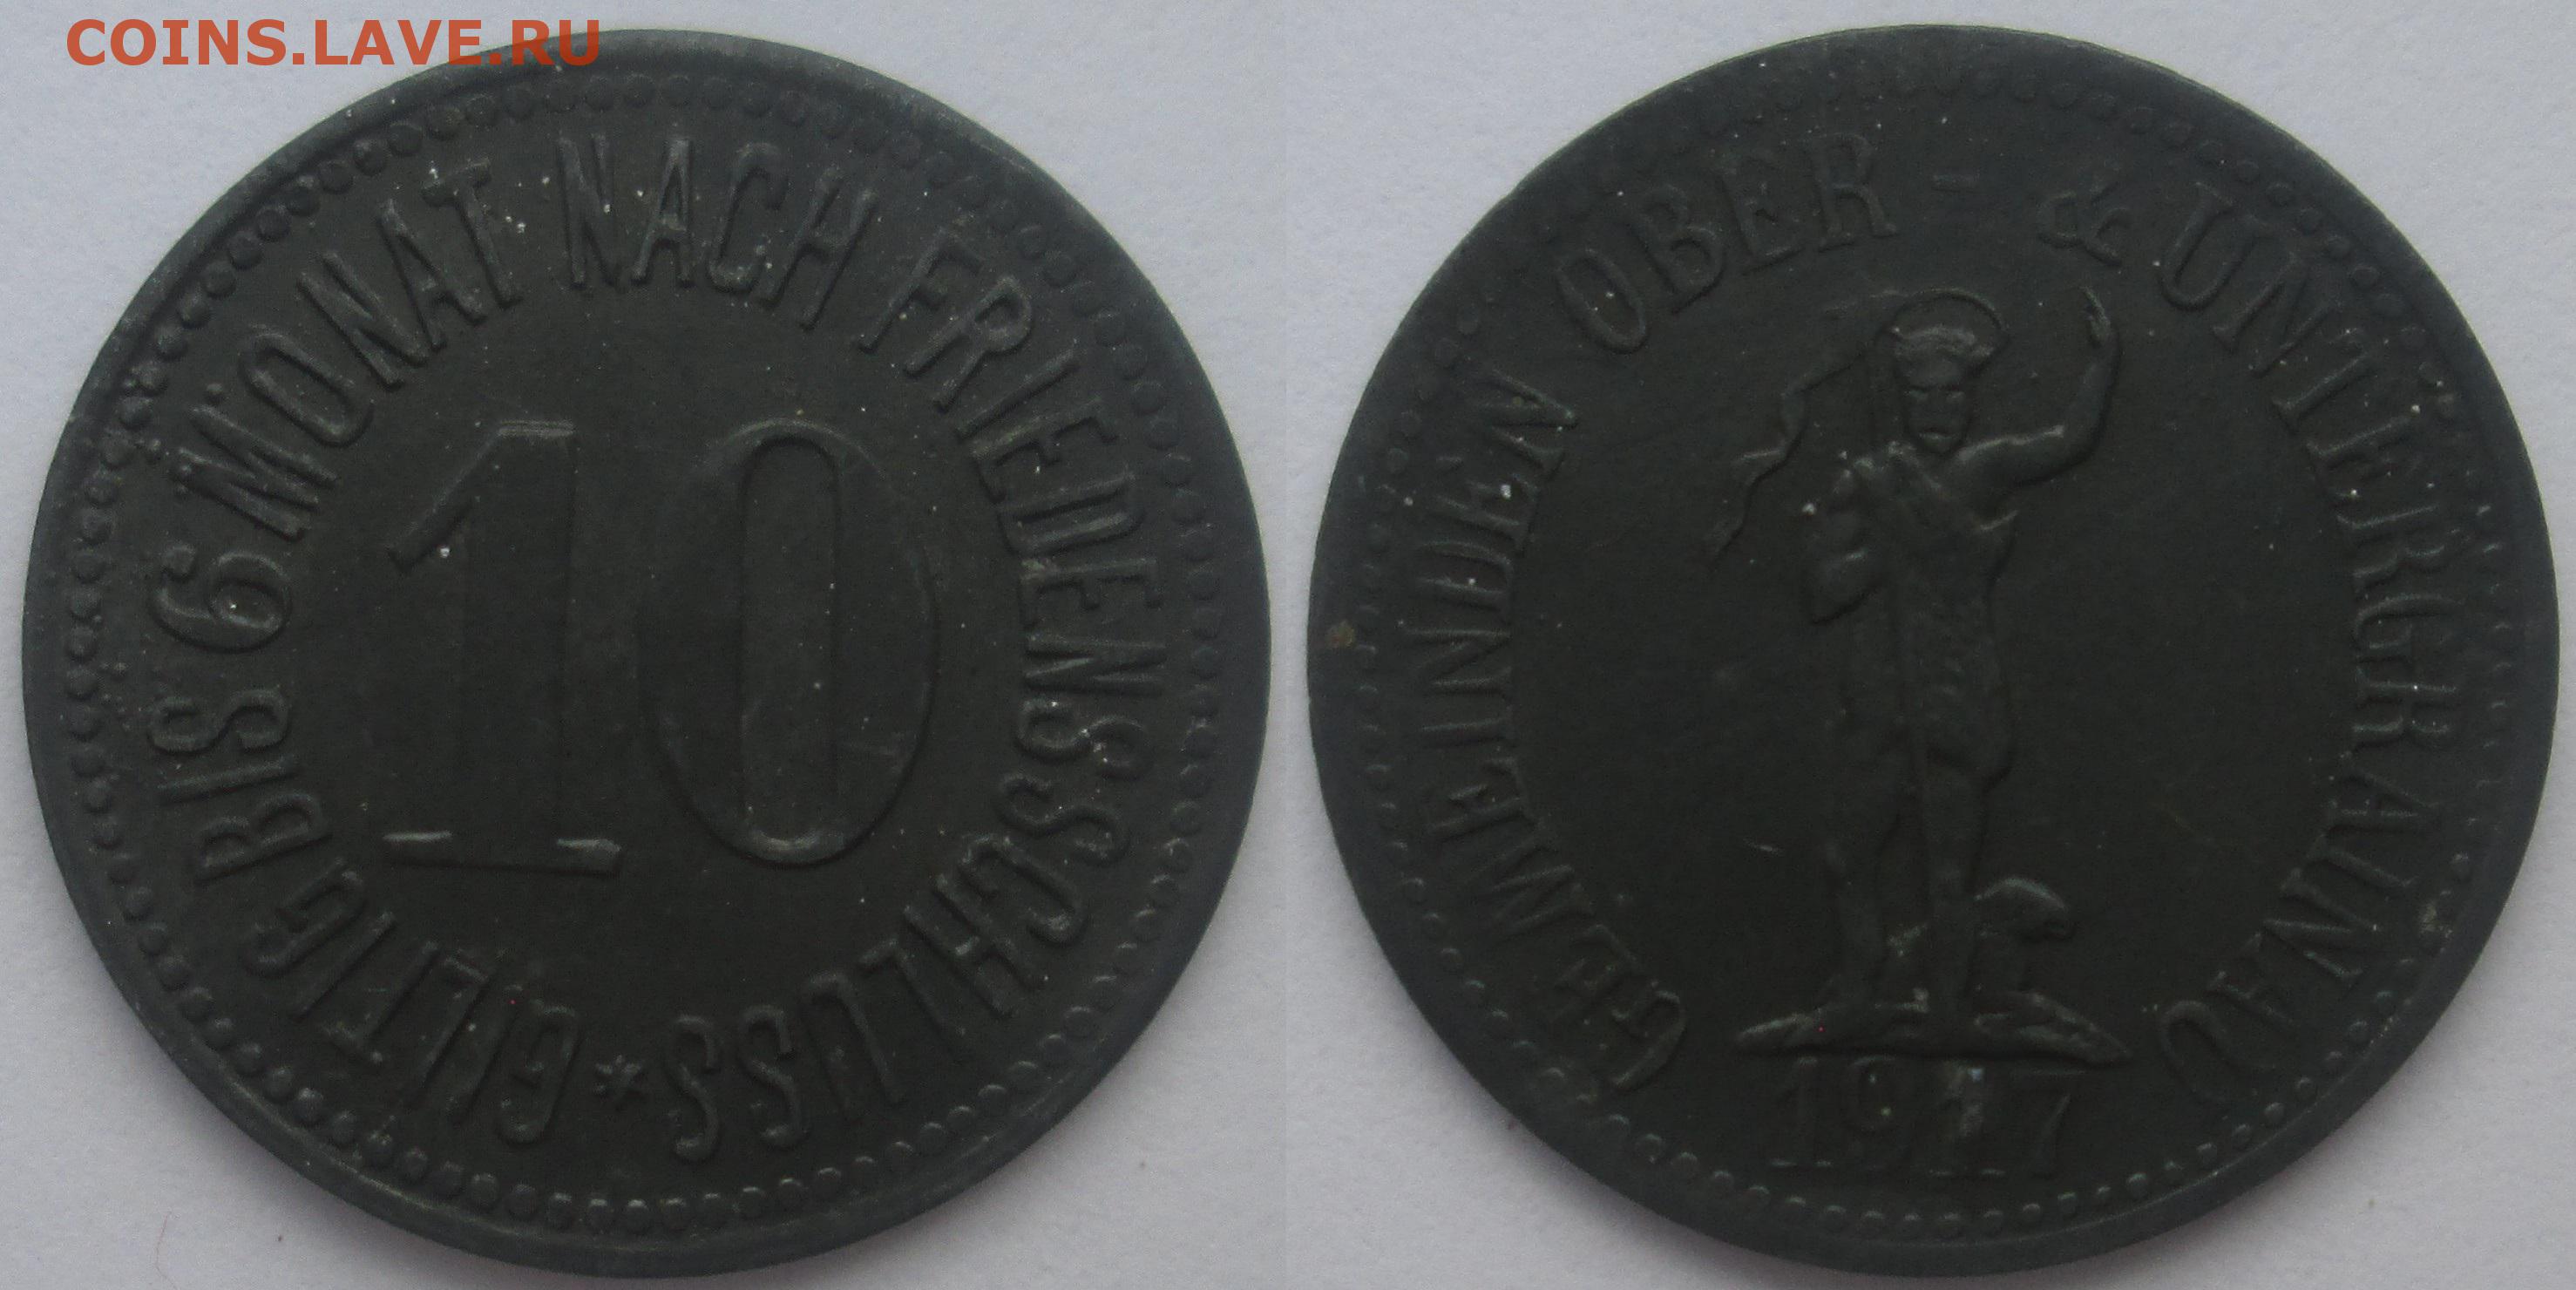 COINS.LAVE.RU
GILTIG BIS 6 MONAT NACH FRIEDENSSCHLUSS *
10
GEMEINDEN OBER - & UNTERGRAINAU
1917